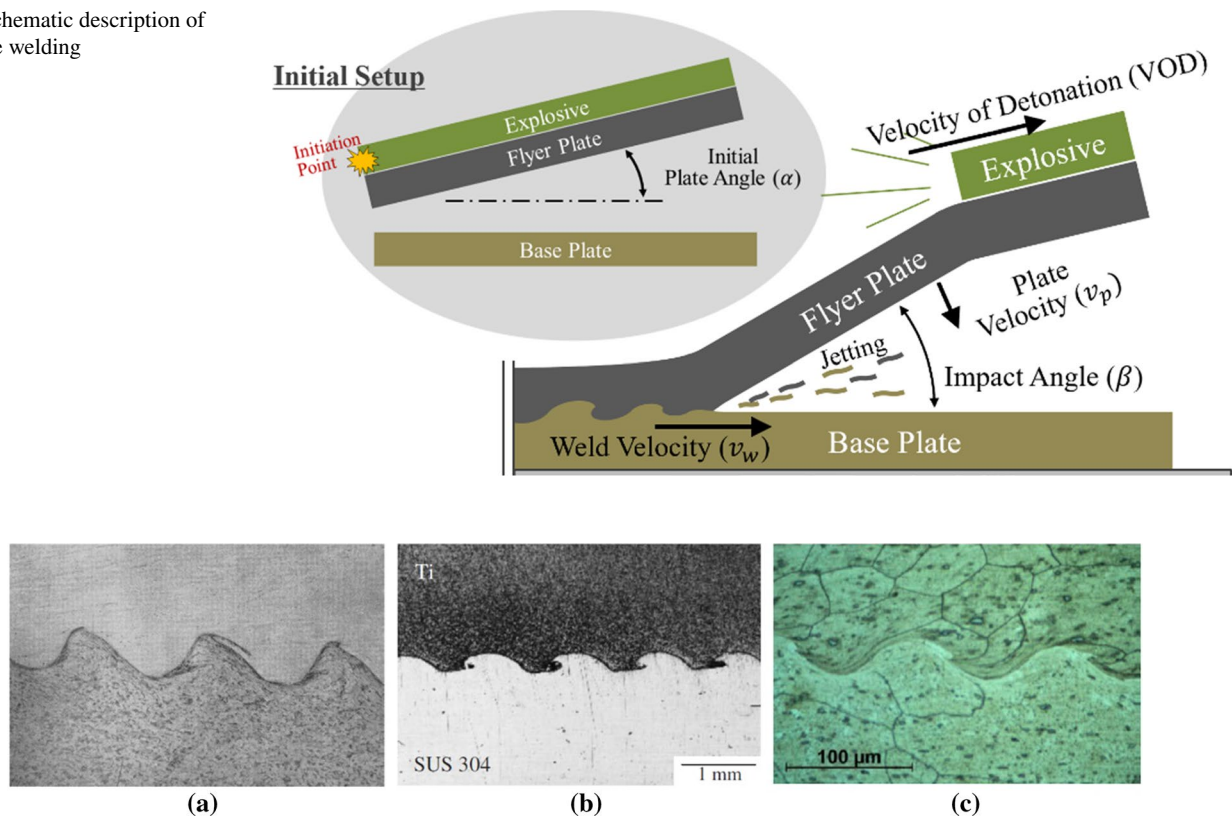 chematic description of
e welding
Initial Setup
Initiation
Point
Explosive
Flyer Plate
Initial
Plate Angle (α)
Base Plate
Velocity of Detonation (VOD)
Explosive
Flyer Plate
Plate
Velocity (v_p)
Jetting
Impact Angle (β)
Weld Velocity (v_w)
Base Plate
Ti
SUS 304
1 mm
100 µm
(a)
(b)
(c)